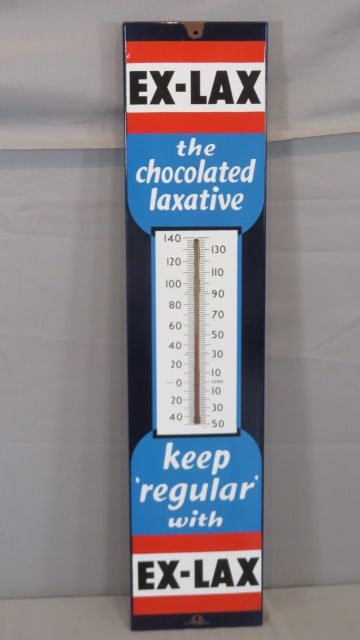 EX-LAX
the
chocolated
laxative
140
130
120
110
100
90
80
70
60
50
40
30
20
10
0 ZERO
10
20
30
40
50
keep
'regular'
with
EX-LAX